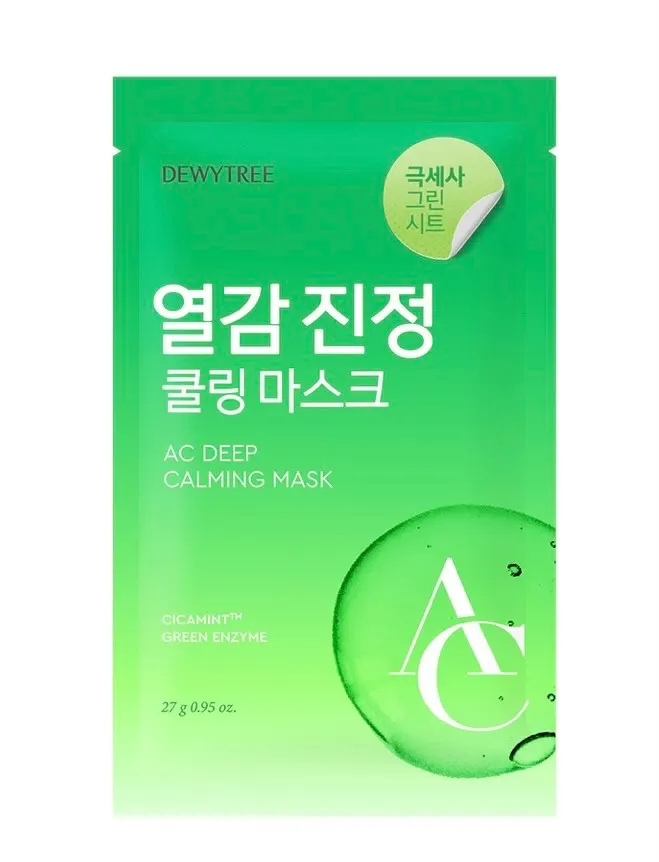 DEWYTREE
극세사
그린
시트
열감 진정
쿨링 마스크
AC DEEP
CALMING MASK
CICAMINT™
GREEN ENZYME
27 g 0.95 oz.
AC